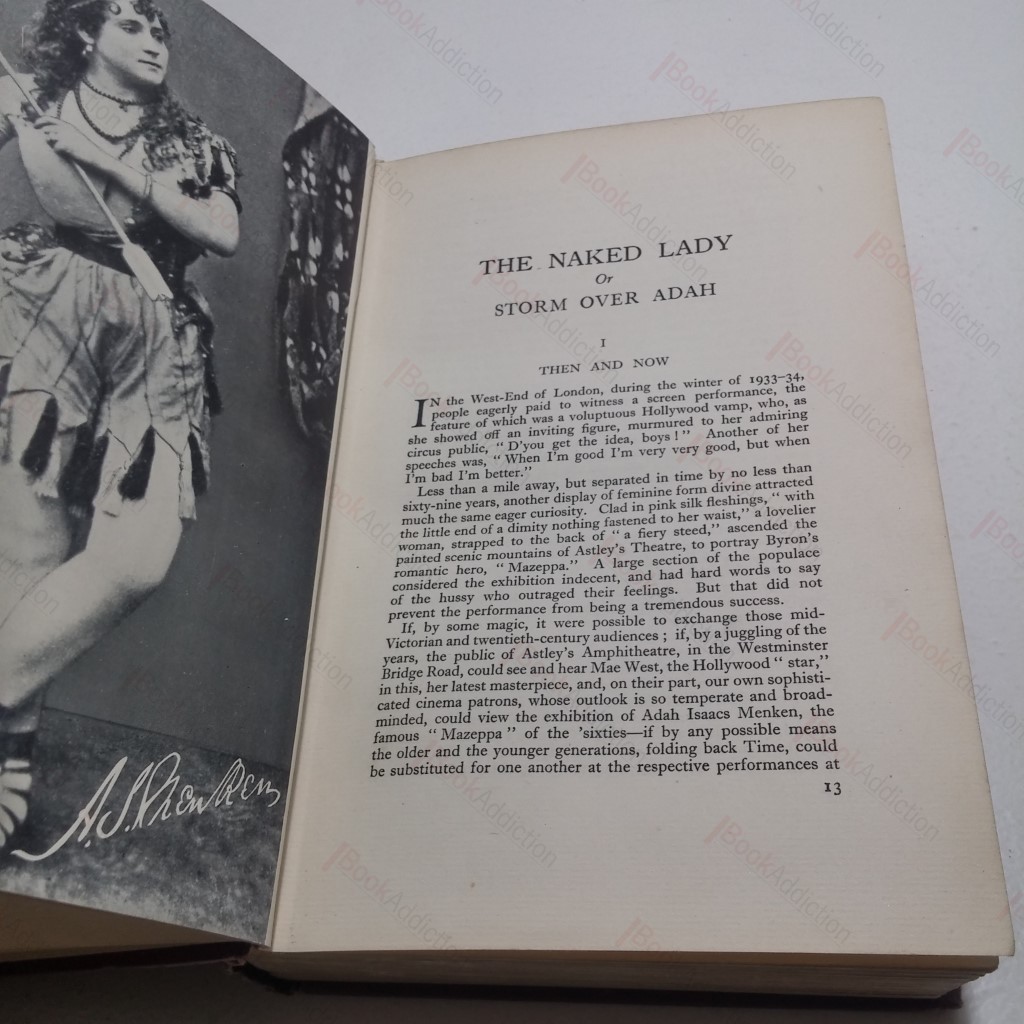 A. I. Menken
THE NAKED LADY
Or
STORM OVER ADAH
I
THEN AND NOW
IN the West-End of London, during the winter of 1933-34,
people eagerly paid to witness a screen performance, the
feature of which was a voluptuous Hollywood vamp, who, as
she showed off an inviting figure, murmured to her admiring
circus public, " D'you get the idea, boys ! " Another of her
speeches was, " When I'm good I'm very very good, but when
I'm bad I'm better."
Less than a mile away, but separated in time by no less than
sixty-nine years, another display of feminine form divine attracted
much the same eager curiosity. Clad in pink silk fleshings, " with
the little end of a dimity nothing fastened to her waist," a lovelier
woman, strapped to the back of " a fiery steed," ascended the
painted scenic mountains of Astley's Theatre, to portray Byron's
romantic hero, " Mazeppa." A large section of the populace
considered the exhibition indecent, and had hard words to say
of the hussy who outraged their feelings. But that did not
prevent the performance from being a tremendous success.
If, by some magic, it were possible to exchange those mid-
Victorian and twentieth-century audiences ; if, by a juggling of the
years, the public of Astley's Amphitheatre, in the Westminster
Bridge Road, could see and hear Mae West, the Hollywood " star,"
in this, her latest masterpiece, and, on their part, our own sophisti-
cated cinema patrons, whose outlook is so temperate and broad-
minded, could view the exhibition of Adah Isaacs Menken, the
famous " Mazeppa " of the 'sixties—if by any possible means
the older and the younger generations, folding back Time, could
be substituted for one another at the respective performances at
13
BookAddiction